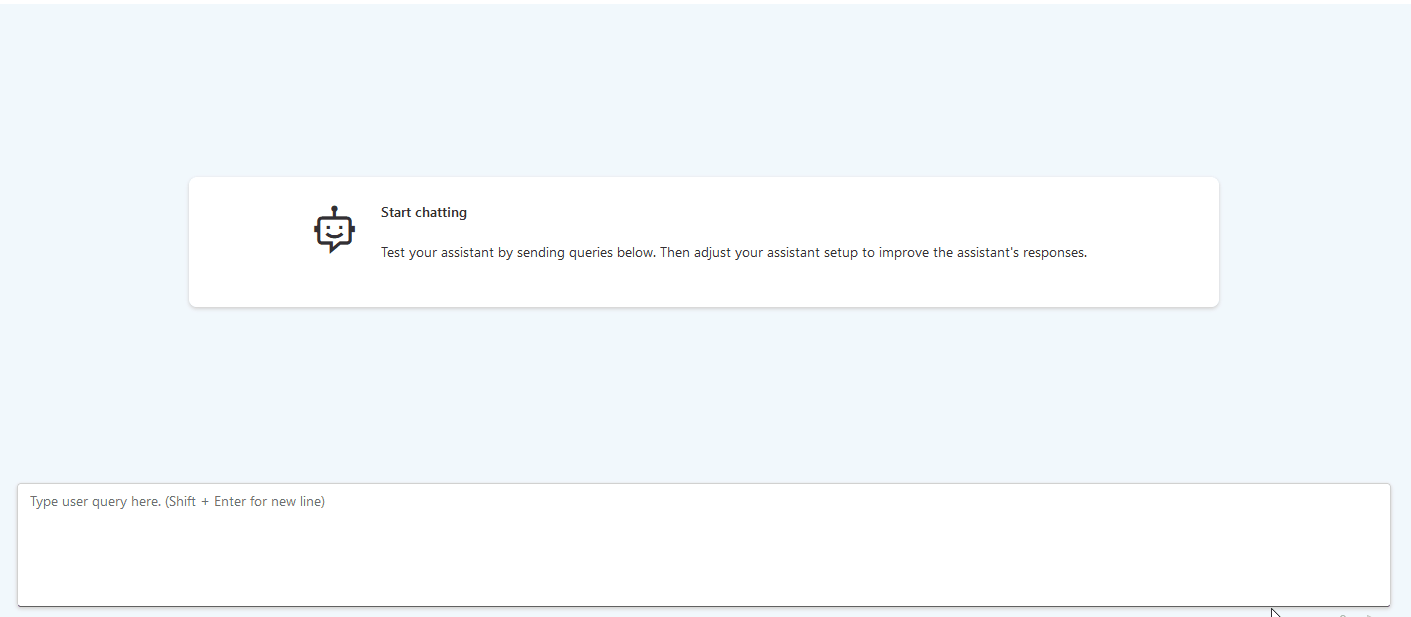 Start chatting
Test your assistant by sending queries below. Then adjust your assistant setup to improve the assistant's responses.
Type user query here. (Shift + Enter for new line)